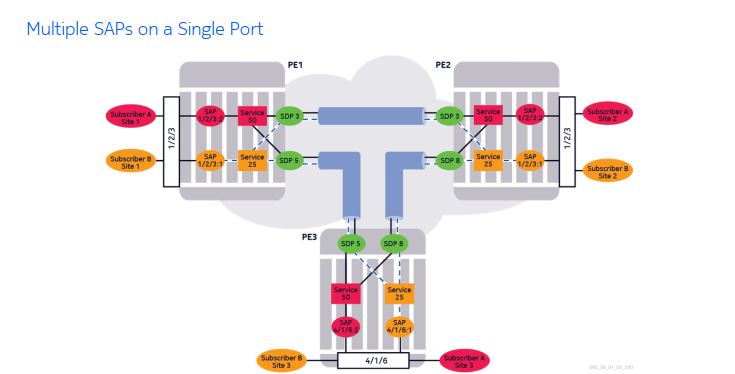 Multiple SAPs on a Single Port
PE1
PE2
Subscriber A
Site 1
1/2/3
SAP
1/2/3:2
Service
50
SDP 3
SDP 3
Service
50
SAP
1/2/3:2
1/2/3
Subscriber A
Site 2
Subscriber B
Site 1
SAP
1/2/3:1
Service
25
SDP 5
SDP 8
Service
25
SAP
1/2/3:1
Subscriber B
Site 2
PE3
SDP 5
SDP 8
Service
50
Service
25
SAP
4/1/6:2
SAP
4/1/6:1
Subscriber B
Site 3
4/1/6
Subscriber A
Site 3